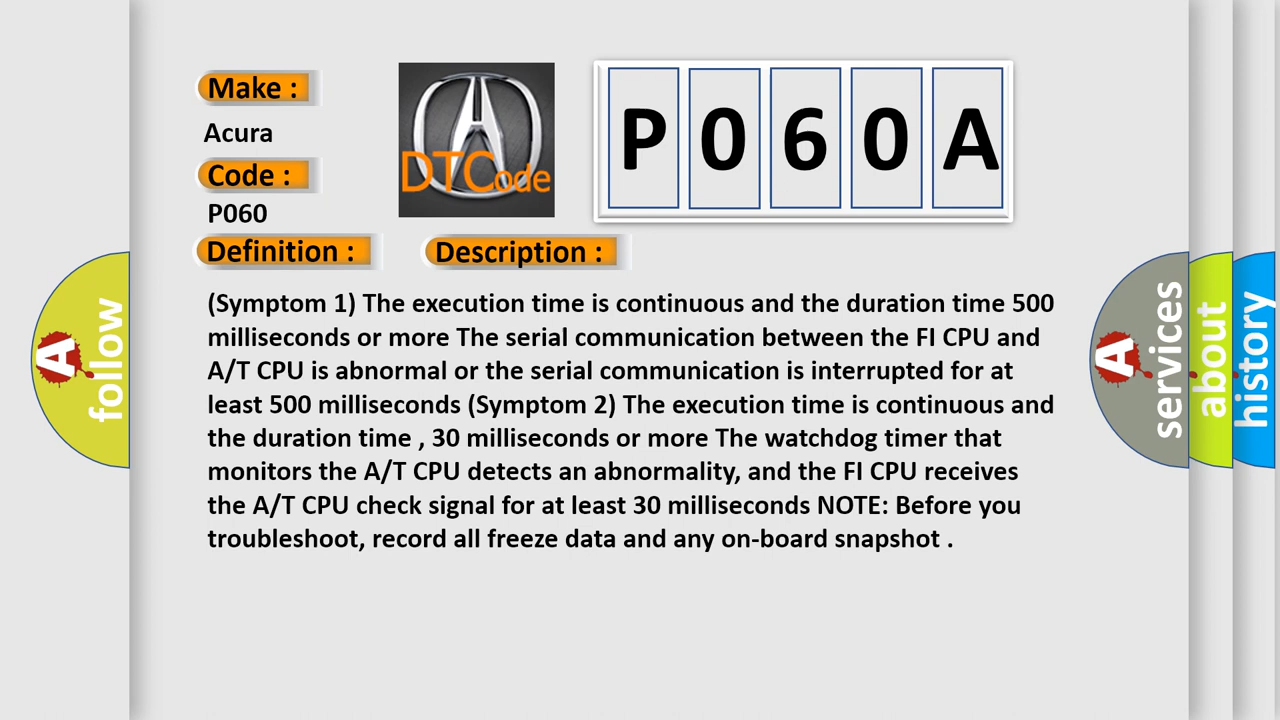 Make :
Acura
Code :
P060
DTCode
P060A
Definition :
Description :
(Symptom 1) The execution time is continuous and the duration time 500
milliseconds or more The serial communication between the FI CPU and
A/T CPU is abnormal or the serial communication is interrupted for at
least 500 milliseconds (Symptom 2) The execution time is continuous and
the duration time , 30 milliseconds or more The watchdog timer that
monitors the A/T CPU detects an abnormality, and the FI CPU receives
the A/T CPU check signal for at least 30 milliseconds NOTE: Before you
troubleshoot, record all freeze data and any on-board snapshot .
A
follow
A
services
about
history